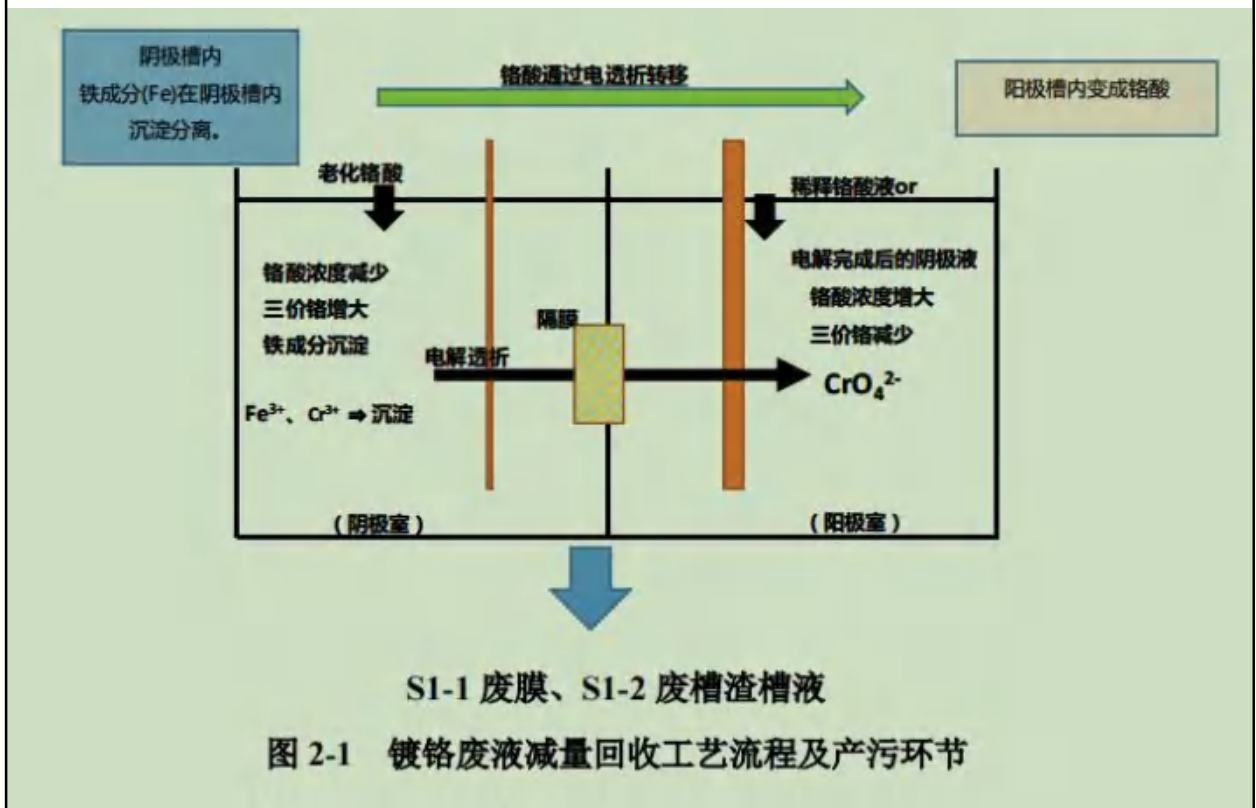 阴极槽内
铁成分(Fe)在阴极槽内
沉淀分离。
铬酸通过电透折转移
阳极槽内变成铬酸
老化铬酸
稀释铬酸液or
铬酸浓度减少
三价铬增大
铁成分沉淀
电解完成后的阴极液
铬酸浓度增大
三价铬减少
隔膜
电解透折
CrO₄²⁻
Fe³⁺、Cr³⁺ ⇒ 沉淀
（阴极室）
（阳极室）
S1-1 废膜、S1-2 废槽渣槽液
图 2-1 镀铬废液减量回收工艺流程及产污环节